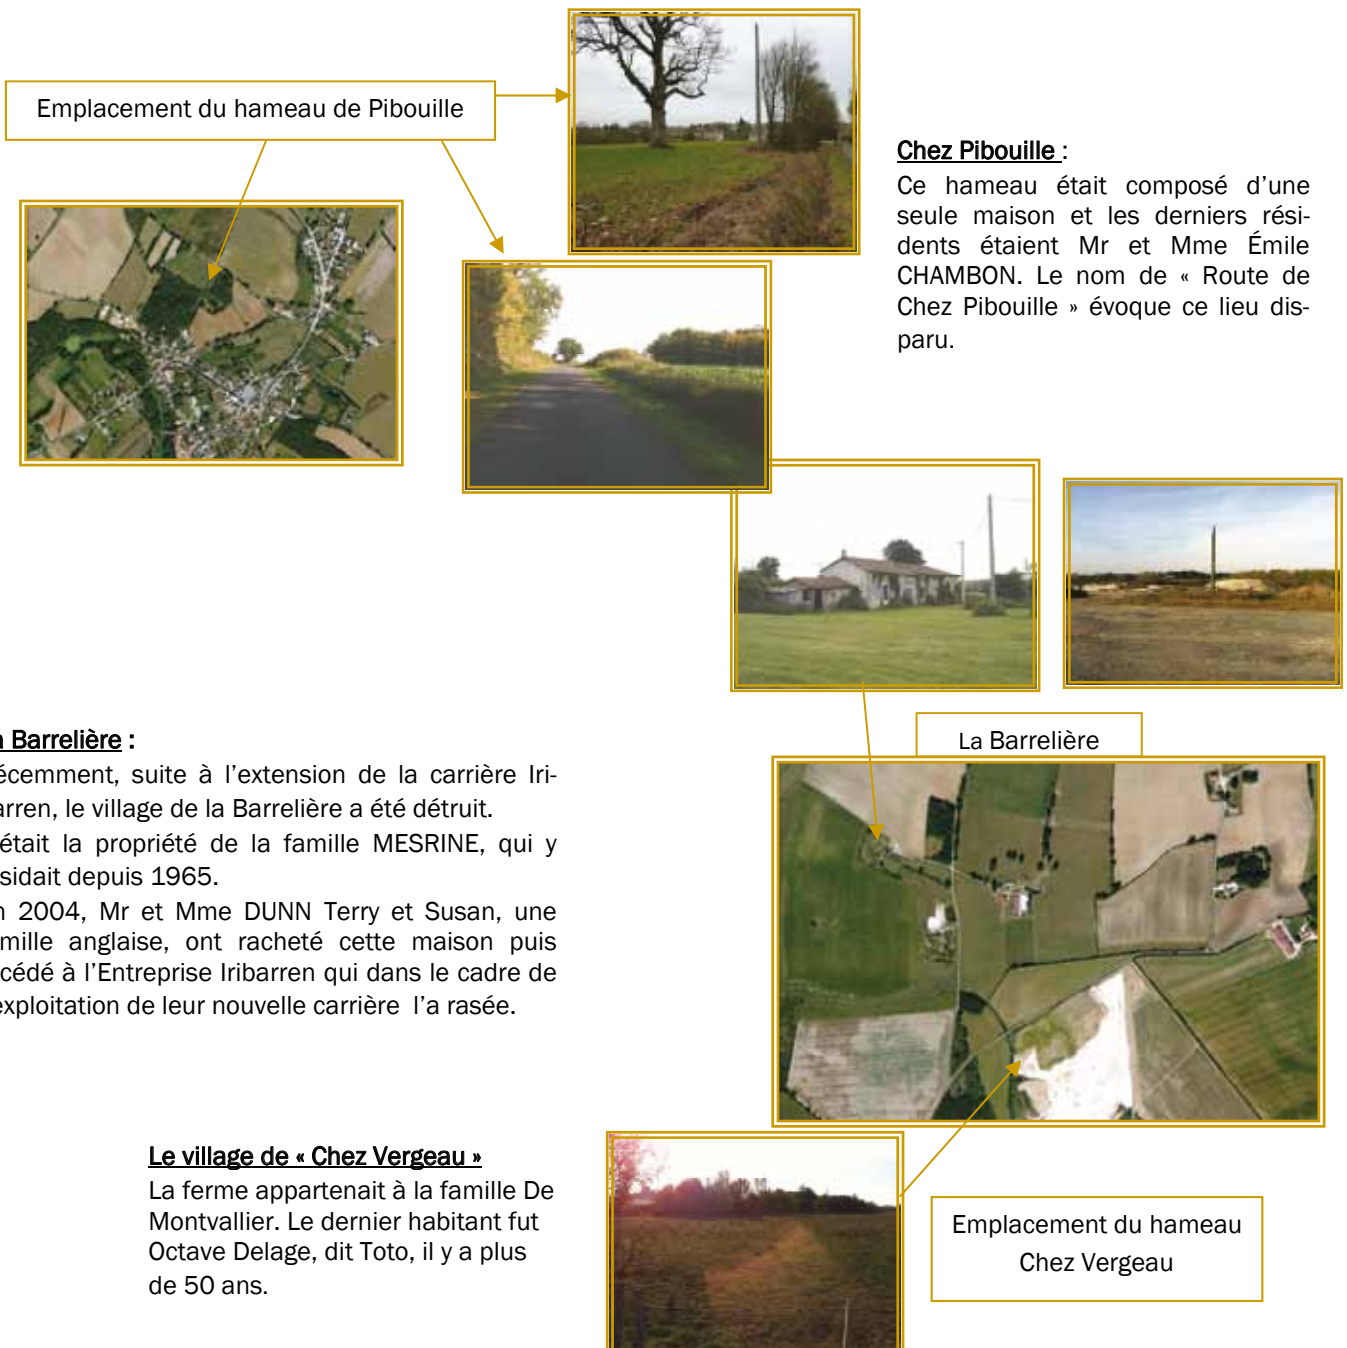 Emplacement du hameau de Pibouille
Chez Pibouille :
Ce hameau était composé d'une
seule maison et les derniers rési-
dents étaient Mr et Mme Émile
CHAMBON. Le nom de « Route de
Chez Pibouille » évoque ce lieu dis-
paru.
La Barrelière
a Barrelière :
écemment, suite à l'extension de la carrière Iri-
arren, le village de la Barrelière a été détruit.
'était la propriété de la famille MESRINE, qui y
sidait depuis 1965.
n 2004, Mr et Mme DUNN Terry et Susan, une
mille anglaise, ont racheté cette maison puis
cédé à l'Entreprise Iribarren qui dans le cadre de
exploitation de leur nouvelle carrière l'a rasée.
Le village de « Chez Vergeau »
La ferme appartenait à la famille De
Montvallier. Le dernier habitant fut
Octave Delage, dit Toto, il y a plus
de 50 ans.
Emplacement du hameau
Chez Vergeau